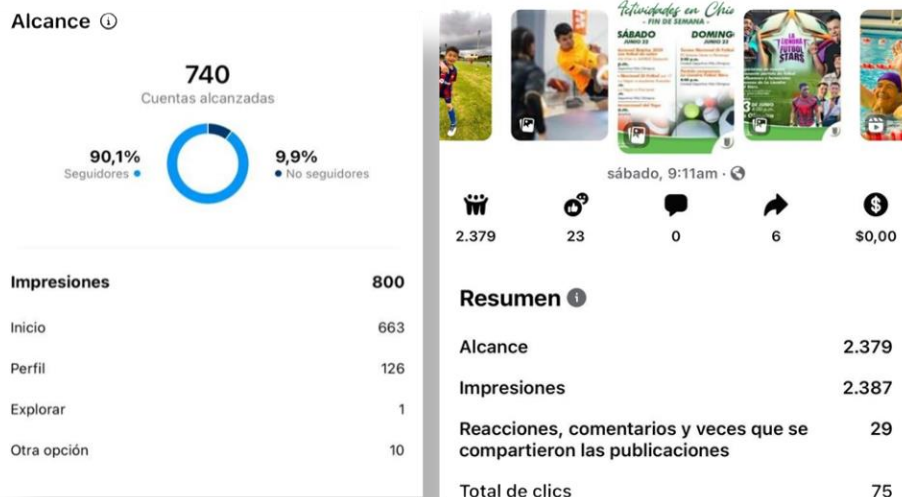 Alcance
740
Cuentas alcanzadas
90,1%
Seguidores
9,9%
No seguidores
Impresiones 800
Inicio 663
Perfil 126
Explorar 1
Otra opción 10
Actividades en
- FIN DE SEMANA -
SÁBADO DOMING
JUNIO 22 JUNIO 23
LA
FUTBOL
STARS
sábado, 9:11am ·
2.379 23 0 6 $0,00
Resumen
Alcance 2.379
Impresiones 2.387
Reacciones, comentarios y veces que se 29
compartieron las publicaciones
Total de clics 75